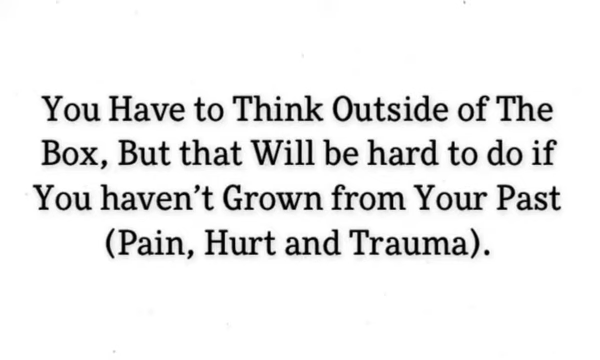 You Have to Think Outside of The
Box, But that Will be hard to do if
You haven’t Grown from Your Past
(Pain, Hurt and Trauma).